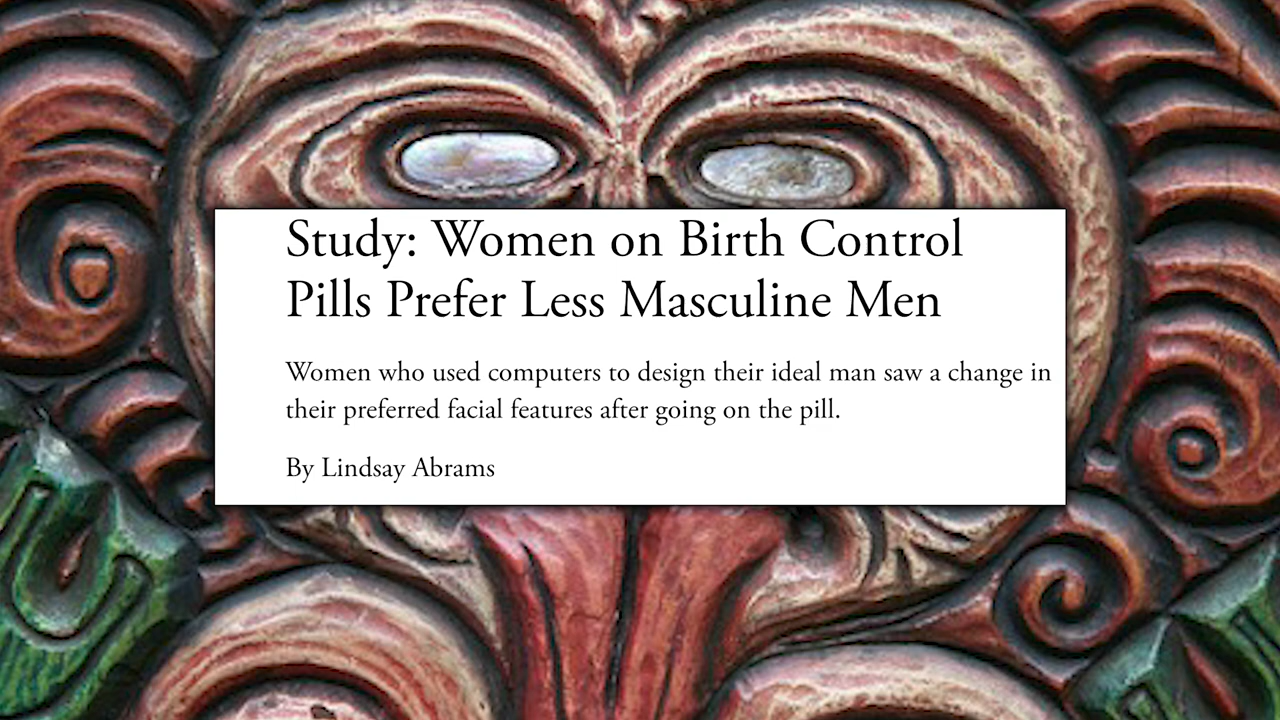 Study: Women on Birth Control
Pills Prefer Less Masculine Men
Women who used computers to design their ideal man saw a change in
their preferred facial features after going on the pill.
By Lindsay Abrams